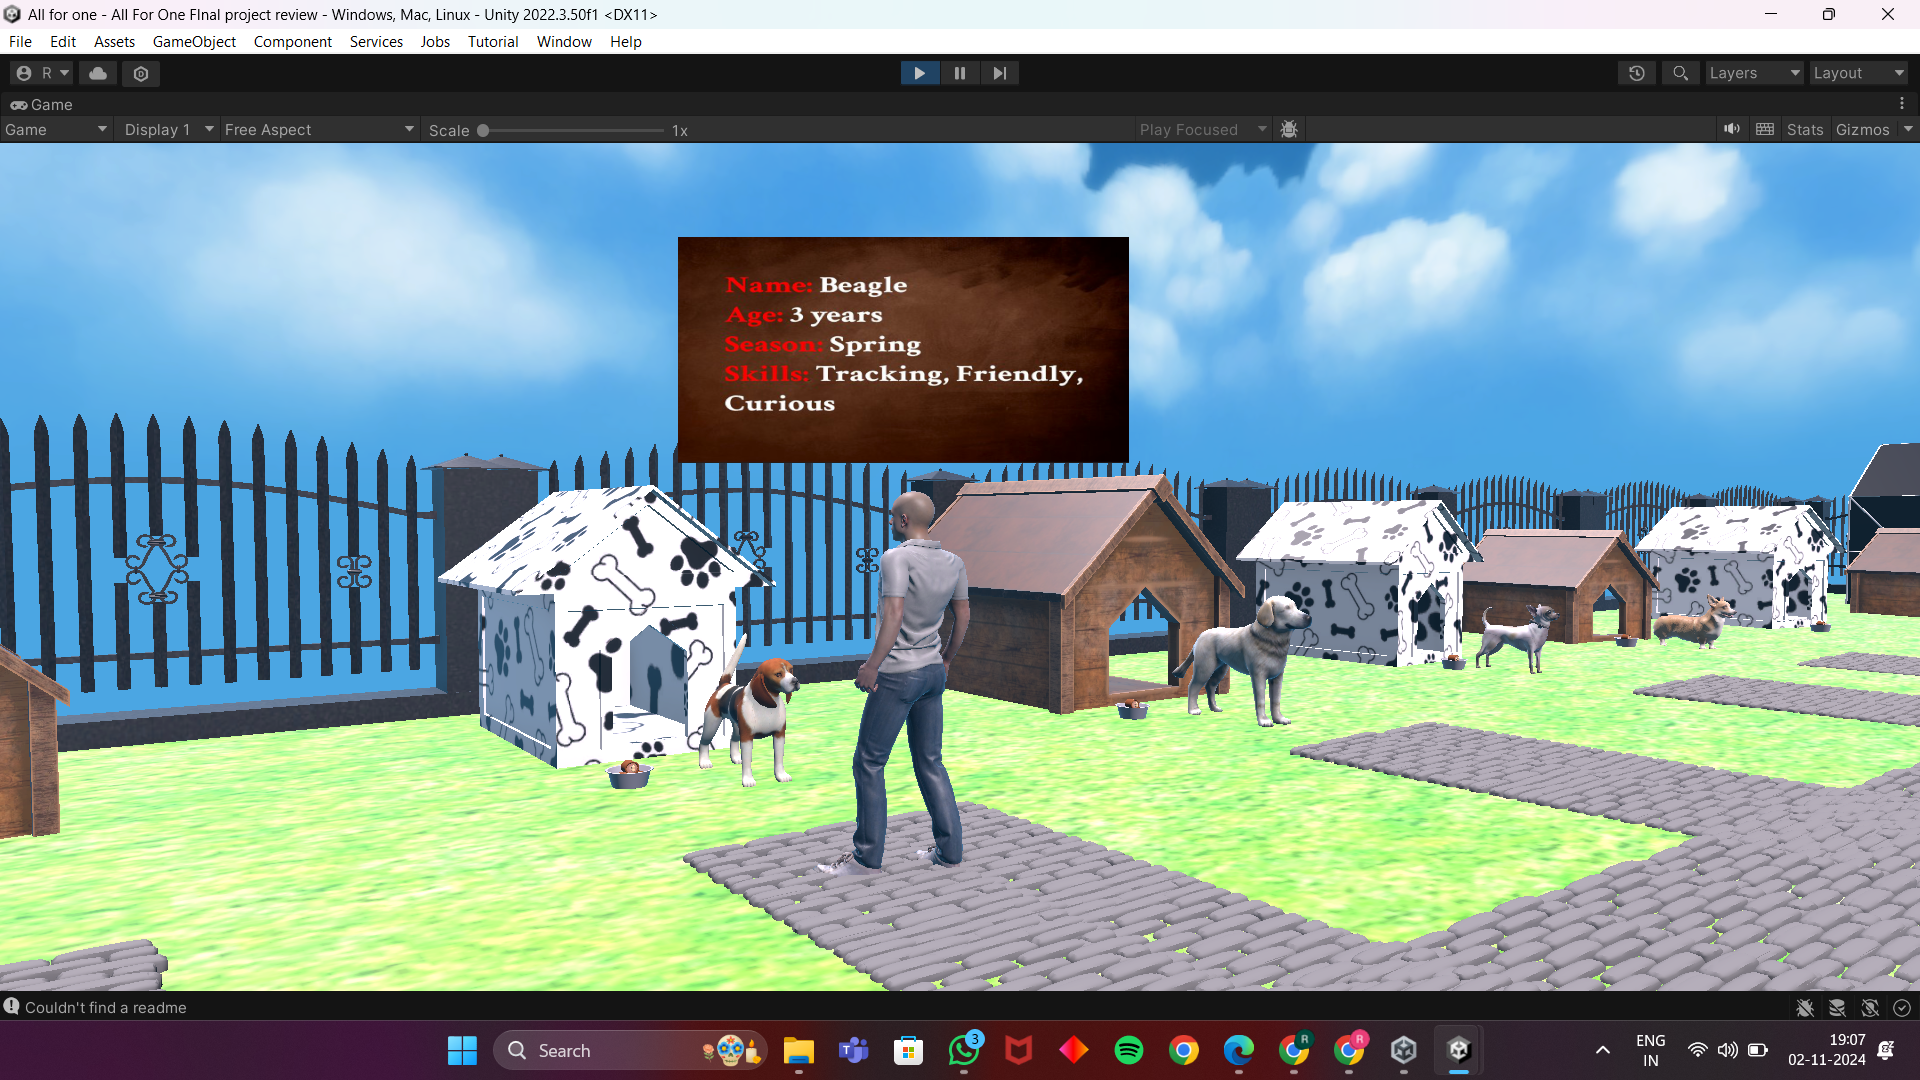 All for one - All For One FInal project review - Windows, Mac, Linux - Unity 2022.3.50f1 <DX11>
File Edit Assets GameObject Component Services Jobs Tutorial Window Help
R Layers Layout
Game
Game Display 1 Free Aspect Scale 1x Play Focused Stats Gizmos
Name: Beagle
Age: 3 years
Season: Spring
Skills: Tracking, Friendly,
Curious
Couldn't find a readme
Search 3 R R ENG 19:07
IN 02-11-2024